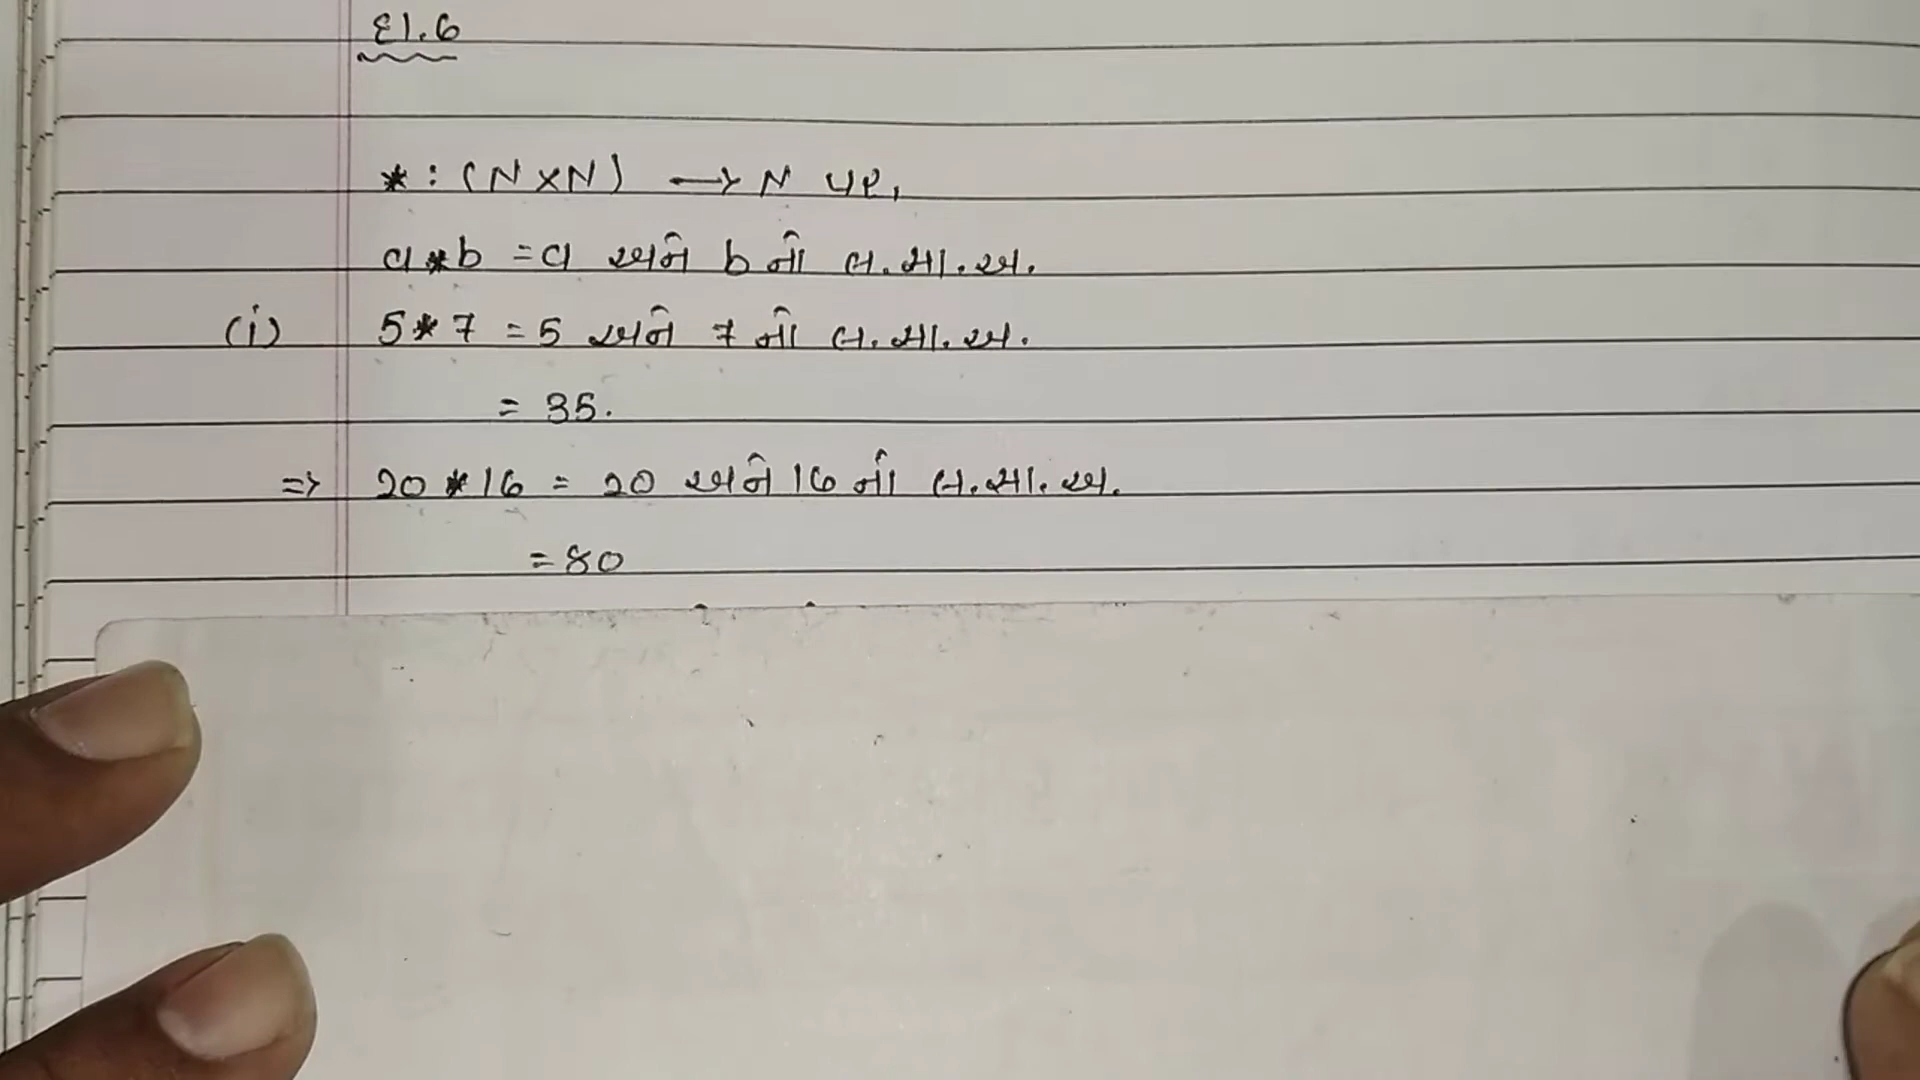 દા.6
* : (N×N) → N પર,
a * b = a અને b નો લ.સા.અ.
(i) 5 * 7 = 5 અને 7 નો લ.સા.અ.
= 35.
⇒ 20 * 16 = 20 અને 16 નો લ.સા.અ.
= 80